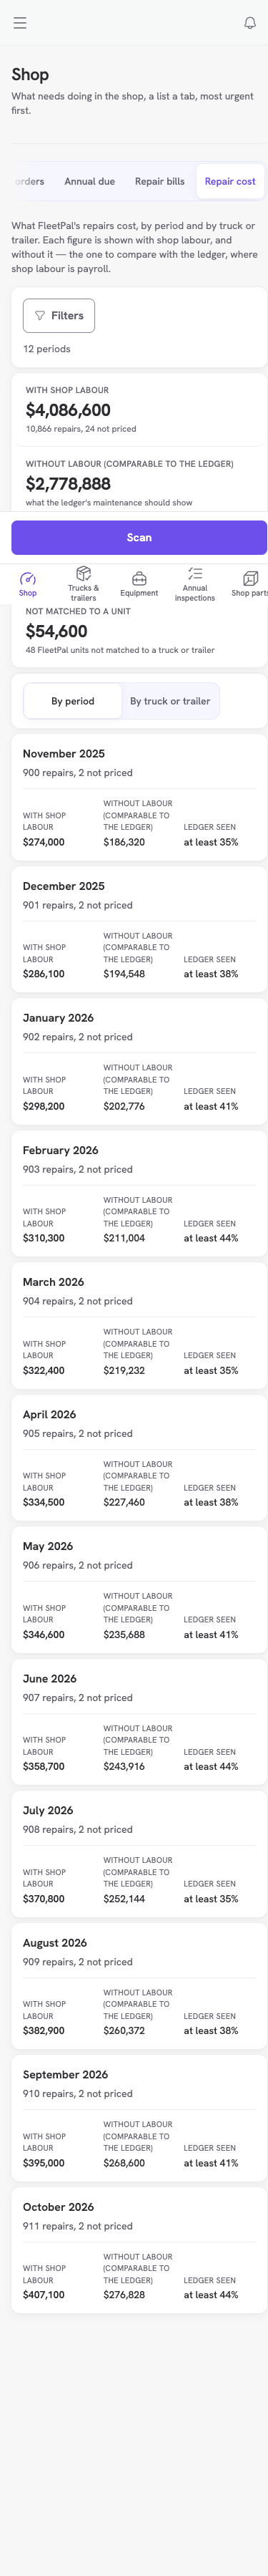 Shop
What needs doing in the shop, a list a tab, most urgent
first.
orders
Annual due
Repair bills
Repair cost
What FleetPal's repairs cost, by period and by truck or
trailer. Each figure is shown with shop labour, and
without it — the one to compare with the ledger, where
shop labour is payroll.
Filters
12 periods
WITH SHOP LABOUR
$4,086,600
10,866 repairs, 24 not priced
WITHOUT LABOUR (COMPARABLE TO THE LEDGER)
$2,778,888
what the ledger's maintenance should show
Scan
Shop
Trucks &
trailers
Equipment
Annual
inspections
Shop parts
NOT MATCHED TO A UNIT
$54,600
48 FleetPal units not matched to a truck or trailer
By period
By truck or trailer
November 2025
900 repairs, 2 not priced
WITH SHOP
LABOUR
$274,000
WITHOUT LABOUR
(COMPARABLE TO
THE LEDGER)
$186,320
LEDGER SEEN
at least 35%
December 2025
901 repairs, 2 not priced
WITH SHOP
LABOUR
$286,100
WITHOUT LABOUR
(COMPARABLE TO
THE LEDGER)
$194,548
LEDGER SEEN
at least 38%
January 2026
902 repairs, 2 not priced
WITH SHOP
LABOUR
$298,200
WITHOUT LABOUR
(COMPARABLE TO
THE LEDGER)
$202,776
LEDGER SEEN
at least 41%
February 2026
903 repairs, 2 not priced
WITH SHOP
LABOUR
$310,300
WITHOUT LABOUR
(COMPARABLE TO
THE LEDGER)
$211,004
LEDGER SEEN
at least 44%
March 2026
904 repairs, 2 not priced
WITH SHOP
LABOUR
$322,400
WITHOUT LABOUR
(COMPARABLE TO
THE LEDGER)
$219,232
LEDGER SEEN
at least 35%
April 2026
905 repairs, 2 not priced
WITH SHOP
LABOUR
$334,500
WITHOUT LABOUR
(COMPARABLE TO
THE LEDGER)
$227,460
LEDGER SEEN
at least 38%
May 2026
906 repairs, 2 not priced
WITH SHOP
LABOUR
$346,600
WITHOUT LABOUR
(COMPARABLE TO
THE LEDGER)
$235,688
LEDGER SEEN
at least 41%
June 2026
907 repairs, 2 not priced
WITH SHOP
LABOUR
$358,700
WITHOUT LABOUR
(COMPARABLE TO
THE LEDGER)
$243,916
LEDGER SEEN
at least 44%
July 2026
908 repairs, 2 not priced
WITH SHOP
LABOUR
$370,800
WITHOUT LABOUR
(COMPARABLE TO
THE LEDGER)
$252,144
LEDGER SEEN
at least 35%
August 2026
909 repairs, 2 not priced
WITH SHOP
LABOUR
$382,900
WITHOUT LABOUR
(COMPARABLE TO
THE LEDGER)
$260,372
LEDGER SEEN
at least 38%
September 2026
910 repairs, 2 not priced
WITH SHOP
LABOUR
$395,000
WITHOUT LABOUR
(COMPARABLE TO
THE LEDGER)
$268,600
LEDGER SEEN
at least 41%
October 2026
911 repairs, 2 not priced
WITH SHOP
LABOUR
$407,100
WITHOUT LABOUR
(COMPARABLE TO
THE LEDGER)
$276,828
LEDGER SEEN
at least 44%